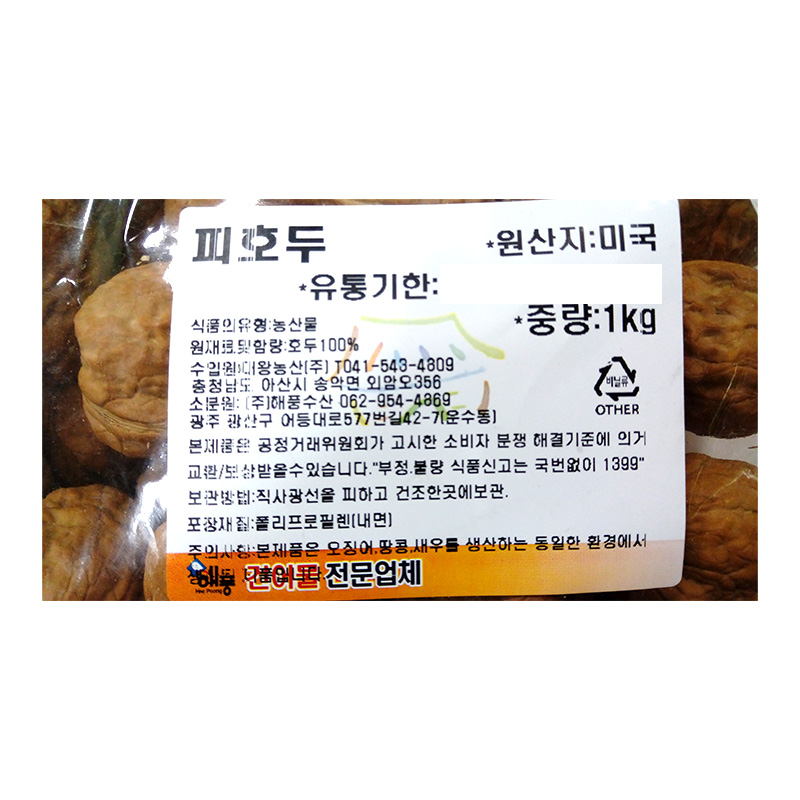 피호두
*원산지:미국
*유통기한:
*중량:1kg
식품의유형:농산물
원재료및함량:호두100%
수입원:대왕농산(주) T041-543-4809
충청남도 아산시 송악면 외암오356
소분원: (주)해풍수산 062-954-4869
광주 광산구 어등대로577번길42-7(운수동)
비닐류
OTHER
본제품은 공정거래위원회가 고시한 소비자 분쟁 해결기준에 의거
교환/보상받을수있습니다."부정.불량 식품신고는 국번없이 1399"
보관방법:직사광선을 피하고 건조한곳에보관.
포장재질:폴리프로필렌(내면)
주의사항:본제품은 오징어,땅콩,새우를 생산하는 동일한 환경에서
해풍 건어물 전문업체
Hae Poong